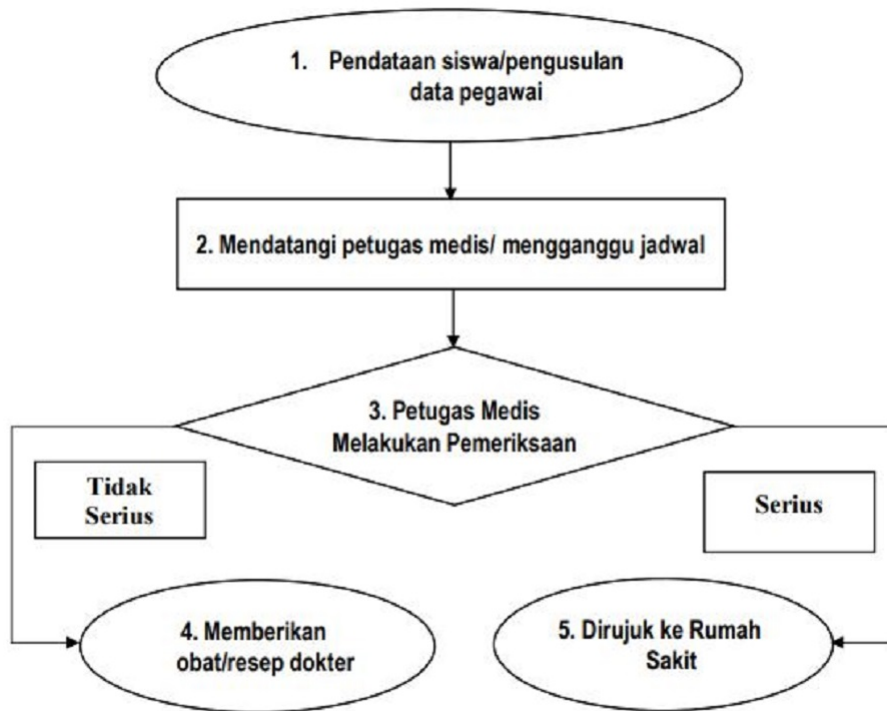 1. Pendataan siswa/pengusulan
data pegawai
2. Mendatangi petugas medis/ mengganggu jadwal
3. Petugas Medis
Melakukan Pemeriksaan
Tidak
Serius
Serius
4. Memberikan
obat/resep dokter
5. Dirujuk ke Rumah
Sakit